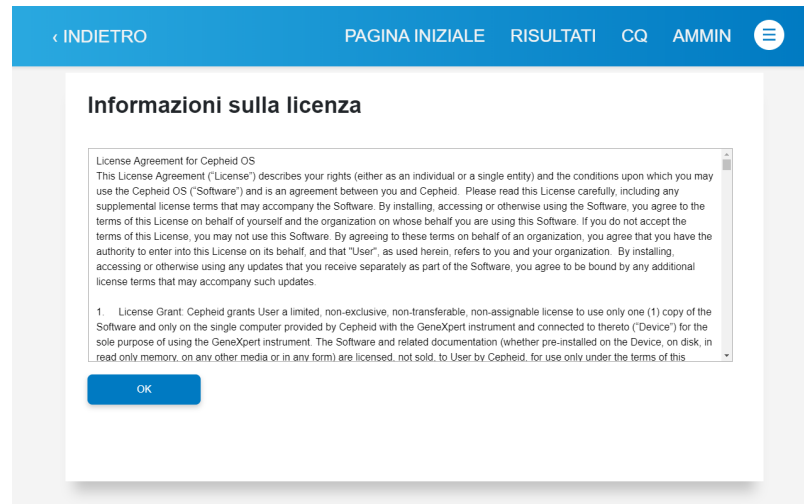 ‹ INDIETRO PAGINA INIZIALE RISULTATI CQ AMMIN
Informazioni sulla licenza
License Agreement for Cepheid OS
This License Agreement (“License”) describes your rights (either as an individual or a single entity) and the conditions upon which you may
use the Cepheid OS (“Software”) and is an agreement between you and Cepheid. Please read this License carefully, including any
supplemental license terms that may accompany the Software. By installing, accessing or otherwise using the Software, you agree to the
terms of this License on behalf of yourself and the organization on whose behalf you are using this Software. If you do not accept the
terms of this License, you may not use this Software. By agreeing to these terms on behalf of an organization, you agree that you have the
authority to enter into this License on its behalf, and that "User", as used herein, refers to you and your organization. By installing,
accessing or otherwise using any updates that you receive separately as part of the Software, you agree to be bound by any additional
license terms that may accompany such updates.
1. License Grant: Cepheid grants User a limited, non-exclusive, non-transferable, non-assignable license to use only one (1) copy of the
Software and only on the single computer provided by Cepheid with the GeneXpert instrument and connected to thereto (“Device”) for the
sole purpose of using the GeneXpert instrument. The Software and related documentation (whether pre-installed on the Device, on disk, in
read only memory, on any other media or in any form) are licensed, not sold, to User by Cepheid, for use only under the terms of this
OK